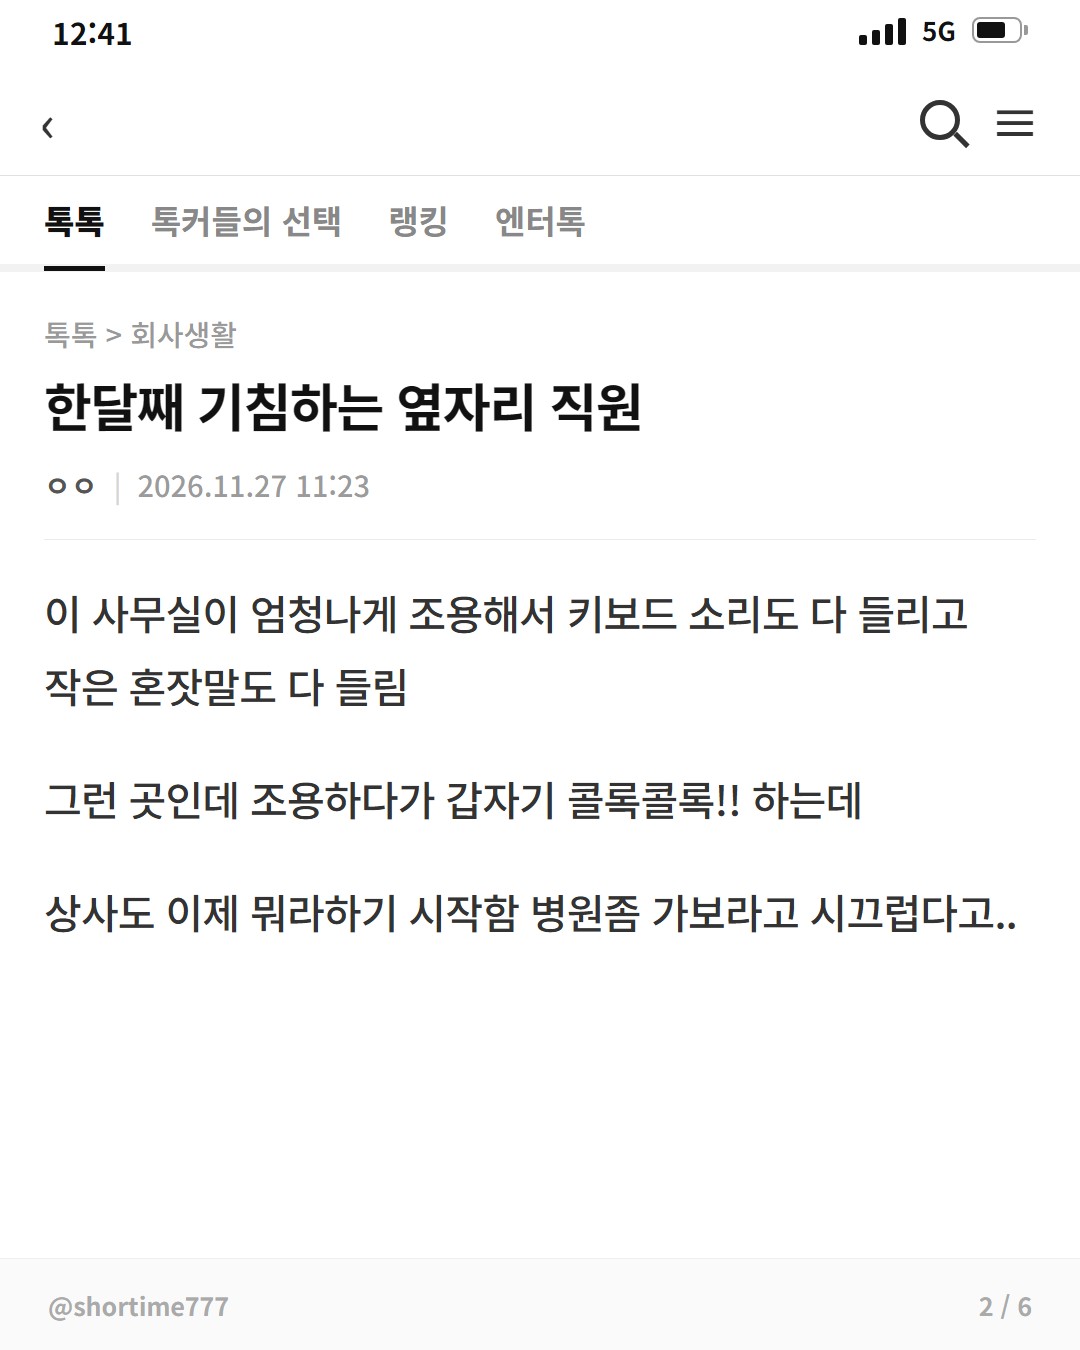 12:41
5G
톡톡 톡커들의 선택 랭킹 엔터톡
톡톡 > 회사생활
한달째 기침하는 옆자리 직원
ㅇㅇ | 2026.11.27 11:23
이 사무실이 엄청나게 조용해서 키보드 소리도 다 들리고
작은 혼잣말도 다 들림
그런 곳인데 조용하다가 갑자기 콜록콜록!! 하는데
상사도 이제 뭐라하기 시작함 병원좀 가보라고 시끄럽다고..
@shortime777
2 / 6